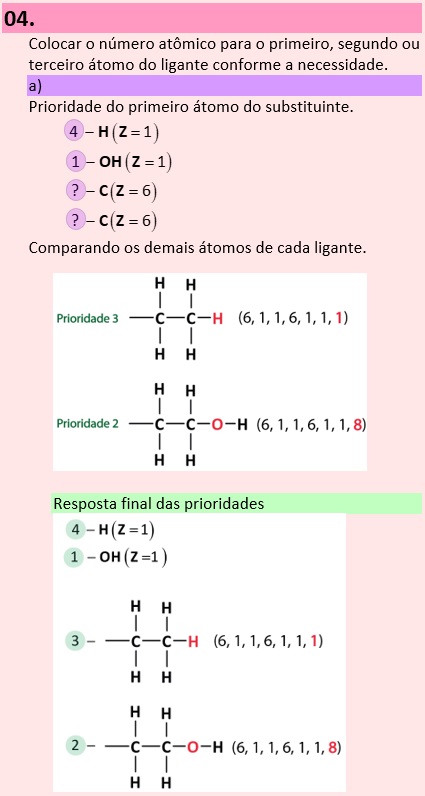 04.
Colocar o número atômico para o primeiro, segundo ou
terceiro átomo do ligante conforme a necessidade.
a)
Prioridade do primeiro átomo do substituinte.
4 – H (Z = 1)
1 – OH (Z = 1)
? – C(Z = 6)
? – C(Z = 6)
Comparando os demais átomos de cada ligante.
H H
Prioridade 3 —C—C—H (6, 1, 1, 6, 1, 1, 1)
H H
H H
Prioridade 2 —C—C—O—H (6, 1, 1, 6, 1, 1, 8)
H H
Resposta final das prioridades
4 – H (Z = 1)
1 – OH (Z =1)
H H
3 – —C—C—H (6, 1, 1, 6, 1, 1, 1)
H H
H H
2 – —C—C—O—H (6, 1, 1, 6, 1, 1, 8)
H H